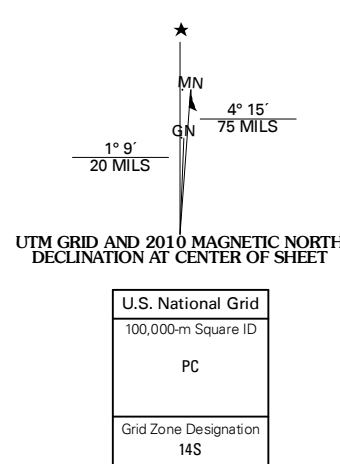 ★
MN
4° 15´
75 MILS
GN
1° 9´
20 MILS
UTM GRID AND 2010 MAGNETIC NORTH
DECLINATION AT CENTER OF SHEET
U.S. National Grid
100,000-m Square ID
PC
Grid Zone Designation
14S